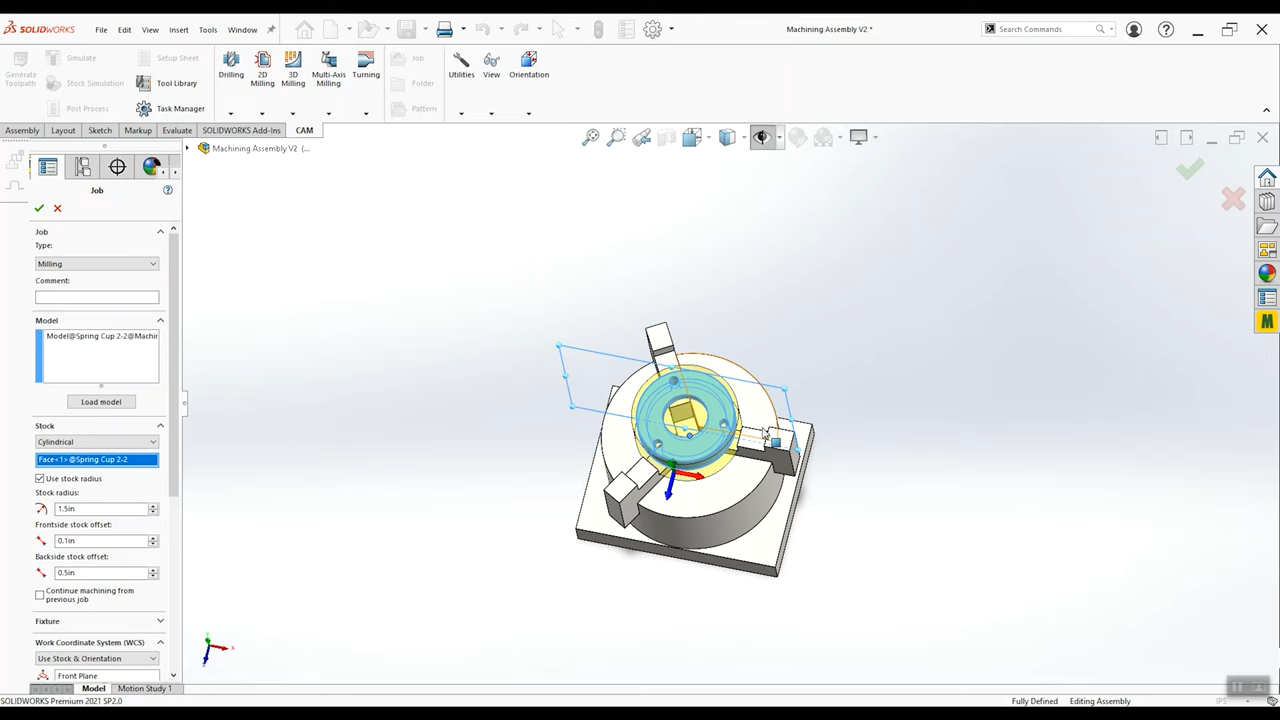 SOLIDWORKS File Edit View Insert Tools Window Machining Assembly V2 * Search Commands
Generate Toolpath
Simulate
Stock Simulation
Post Process
Setup Sheet
Tool Library
Task Manager
Drilling
2D Milling
3D Milling
Multi-Axis Milling
Turning
Job
Folder
Pattern
Utilities
View
Orientation
Assembly Layout Sketch Markup Evaluate SOLIDWORKS Add-Ins CAM
Machining Assembly V2 (...
Job
Job
Type:
Milling
Comment:
Model
Model@Spring Cup 2-2@Machin
Load model
Stock
Cylindrical
Face<1>@Spring Cup 2-2
Use stock radius
Stock radius:
1.5in
Frontside stock offset:
0.1in
Backside stock offset:
0.5in
Continue machining from
previous job
Fixture
Work Coordinate System (WCS)
Use Stock & Orientation
Front Plane
Model Motion Study 1
SOLIDWORKS Premium 2021 SP2.0 Fully Defined Editing Assembly IPS